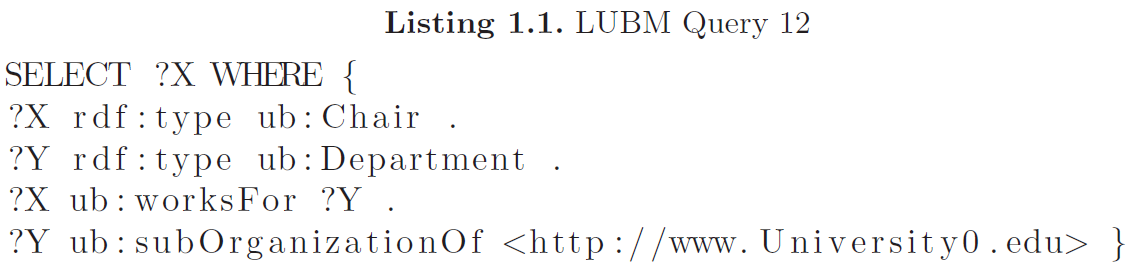 Listing 1.1. LUBM Query 12
SELECT ?X WHERE {
?X rdf:type ub:Chair .
?Y rdf:type ub:Department .
?X ub:worksFor ?Y .
?Y ub:subOrganizationOf <http://www.University0.edu> }